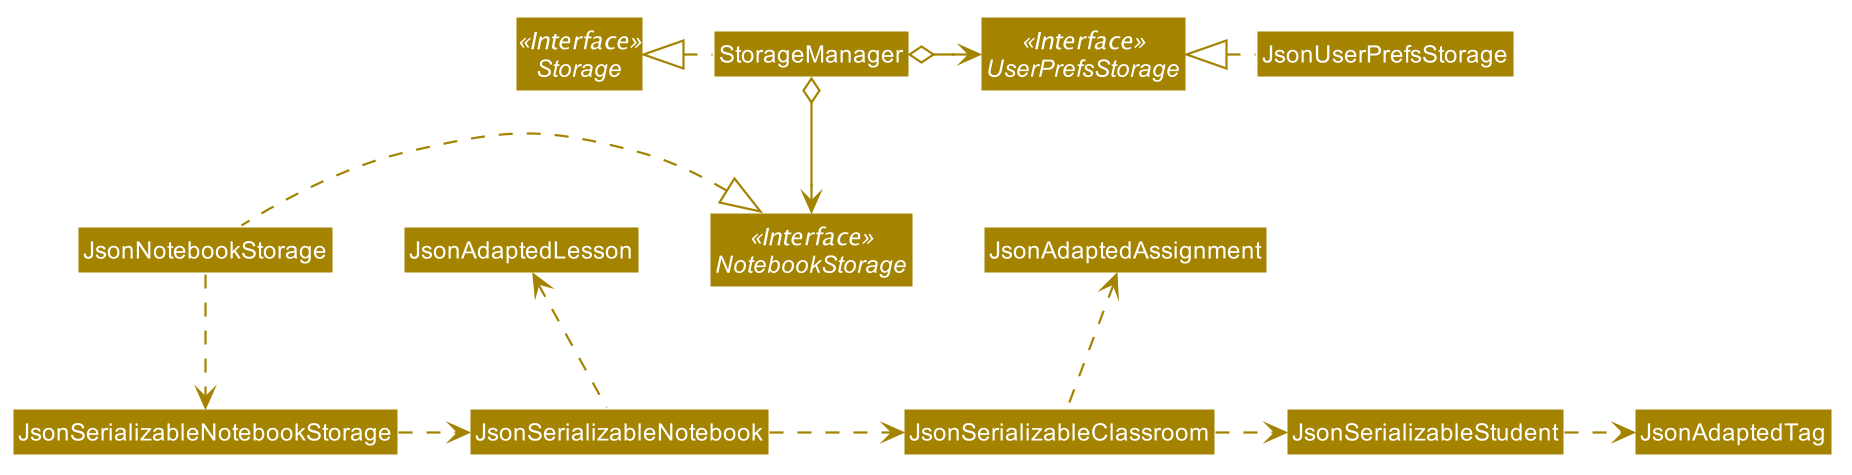 «Interface»
Storage
StorageManager
«Interface»
UserPrefsStorage
JsonUserPrefsStorage
JsonNotebookStorage
JsonAdaptedLesson
«Interface»
NotebookStorage
JsonAdaptedAssignment
JsonSerializableNotebookStorage
JsonSerializableNotebook
JsonSerializableClassroom
JsonSerializableStudent
JsonAdaptedTag